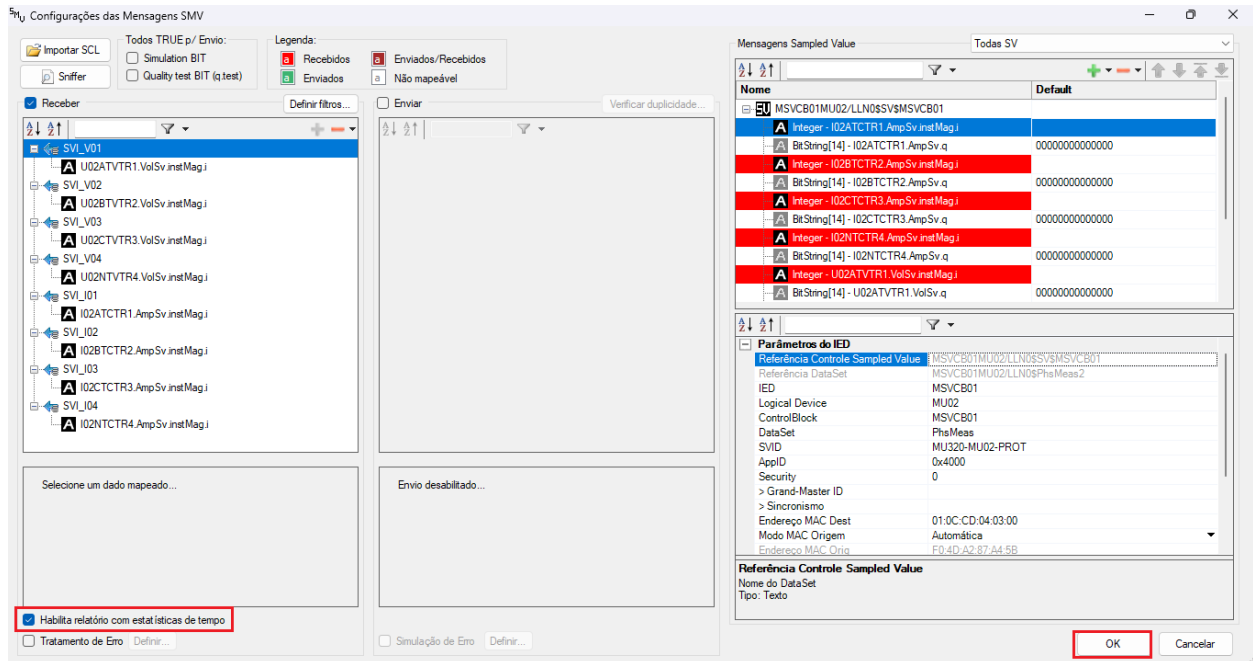 SMU Configurações das Mensagens SMV
Importar SCL
Sniffer
Todos TRUE p/ Envio:
Simulation BIT
Quality test BIT (q.test)
Legenda:
a Recebidos
a Enviados/Recebidos
a Enviados
a Não mapeável
Receber
Definir filtros...
SVI_V01
A U02ATVTR1.VolSv.instMag.i
SVI_V02
A U02BTVTR2.VolSv.instMag.i
SVI_V03
A U02CTVTR3.VolSv.instMag.i
SVI_V04
A U02NTVTR4.VolSv.instMag.i
SVI_I01
A I02ATCTR1.AmpSv.instMag.i
SVI_I02
A I02BTCTR2.AmpSv.instMag.i
SVI_I03
A I02CTCTR3.AmpSv.instMag.i
SVI_I04
A I02NTCTR4.AmpSv.instMag.i
Selecione um dado mapeado...
Habilita relatório com estatísticas de tempo
Tratamento de Erro Definir...
Enviar
Verificar duplicidade...
Envio desabilitado...
Simulação de Erro Definir...
Mensagens Sampled Value
Todas SV
Nome Default
SV MSVCB01MU02/LLN0$SV$MSVCB01
A Integer - I02ATCTR1.AmpSv.instMag.i
A BitString[14] - I02ATCTR1.AmpSv.q 00000000000000
A Integer - I02BTCTR2.AmpSv.instMag.i
A BitString[14] - I02BTCTR2.AmpSv.q 00000000000000
A Integer - I02CTCTR3.AmpSv.instMag.i
A BitString[14] - I02CTCTR3.AmpSv.q 00000000000000
A Integer - I02NTCTR4.AmpSv.instMag.i
A BitString[14] - I02NTCTR4.AmpSv.q 00000000000000
A Integer - U02ATVTR1.VolSv.instMag.i
A BitString[14] - U02ATVTR1.VolSv.q 00000000000000
Parâmetros do IED
Referência Controle Sampled Value MSVCB01MU02/LLN0$SV$MSVCB01
Referência DataSet MSVCB01MU02/LLN0$PhsMeas2
IED MSVCB01
Logical Device MU02
ControlBlock MSVCB01
DataSet PhsMeas
SVID MU320-MU02-PROT
AppID 0x4000
Security 0
> Grand-Master ID
> Sincronismo
Endereço MAC Dest 01:0C:CD:04:03:00
Modo MAC Origem Automática
Endereço MAC Orig F0:4D:A2:87:A4:5B
Referência Controle Sampled Value
Nome do DataSet
Tipo: Texto
OK
Cancelar